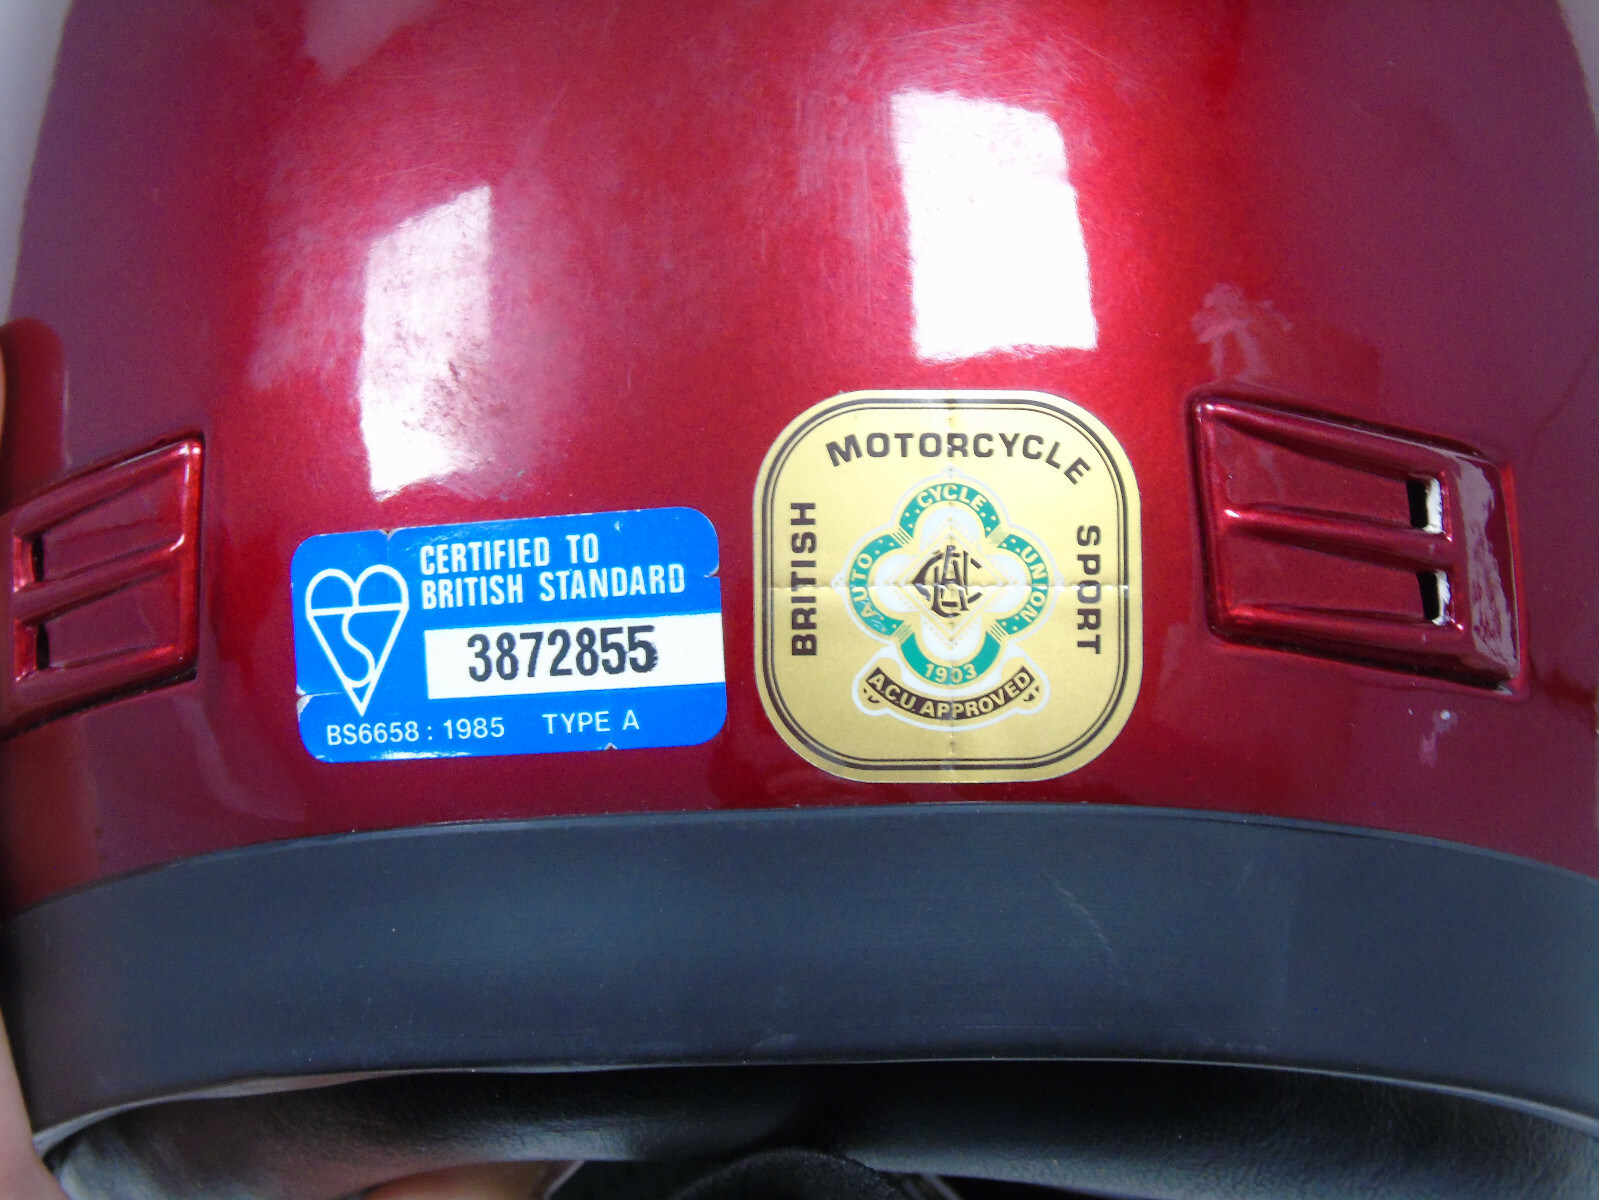 CERTIFIED TO
BRITISH STANDARD
3872855
BS6658 : 1985 TYPE A
BRITISH MOTORCYCLE SPORT
AUTO CYCLE UNION
1903
A.C.U. APPROVED